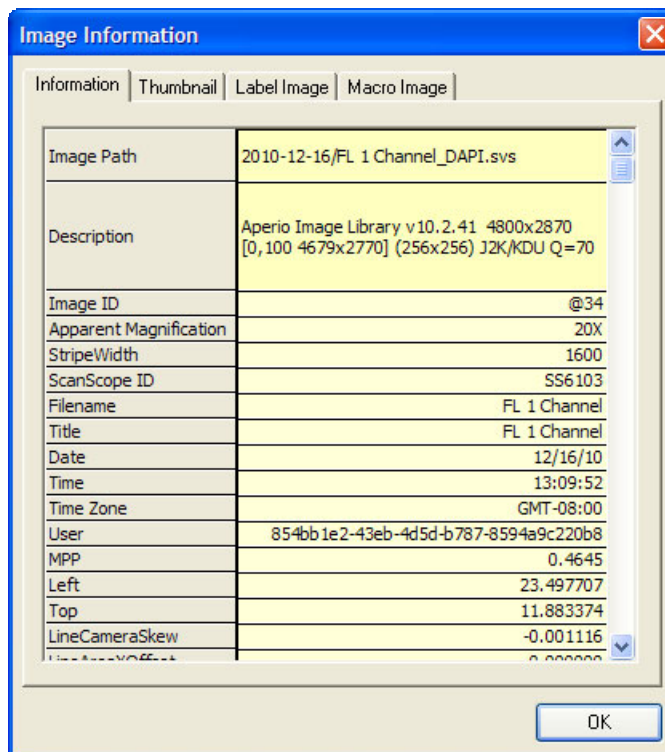 Image Information
Information Thumbnail Label Image Macro Image
Image Path 2010-12-16/FL 1 Channel_DAPI.svs
Description Aperio Image Library v10.2.41 4800x2870
[0,100 4679x2770] (256x256) J2K/KDU Q=70
Image ID @34
Apparent Magnification 20X
StripeWidth 1600
ScanScope ID SS6103
Filename FL 1 Channel
Title FL 1 Channel
Date 12/16/10
Time 13:09:52
Time Zone GMT-08:00
User 854bb1e2-43eb-4d5d-b787-8594a9c220b8
MPP 0.4645
Left 23.497707
Top 11.883374
LineCameraSkew -0.001116
LineAreaXOffset 0.000000
OK